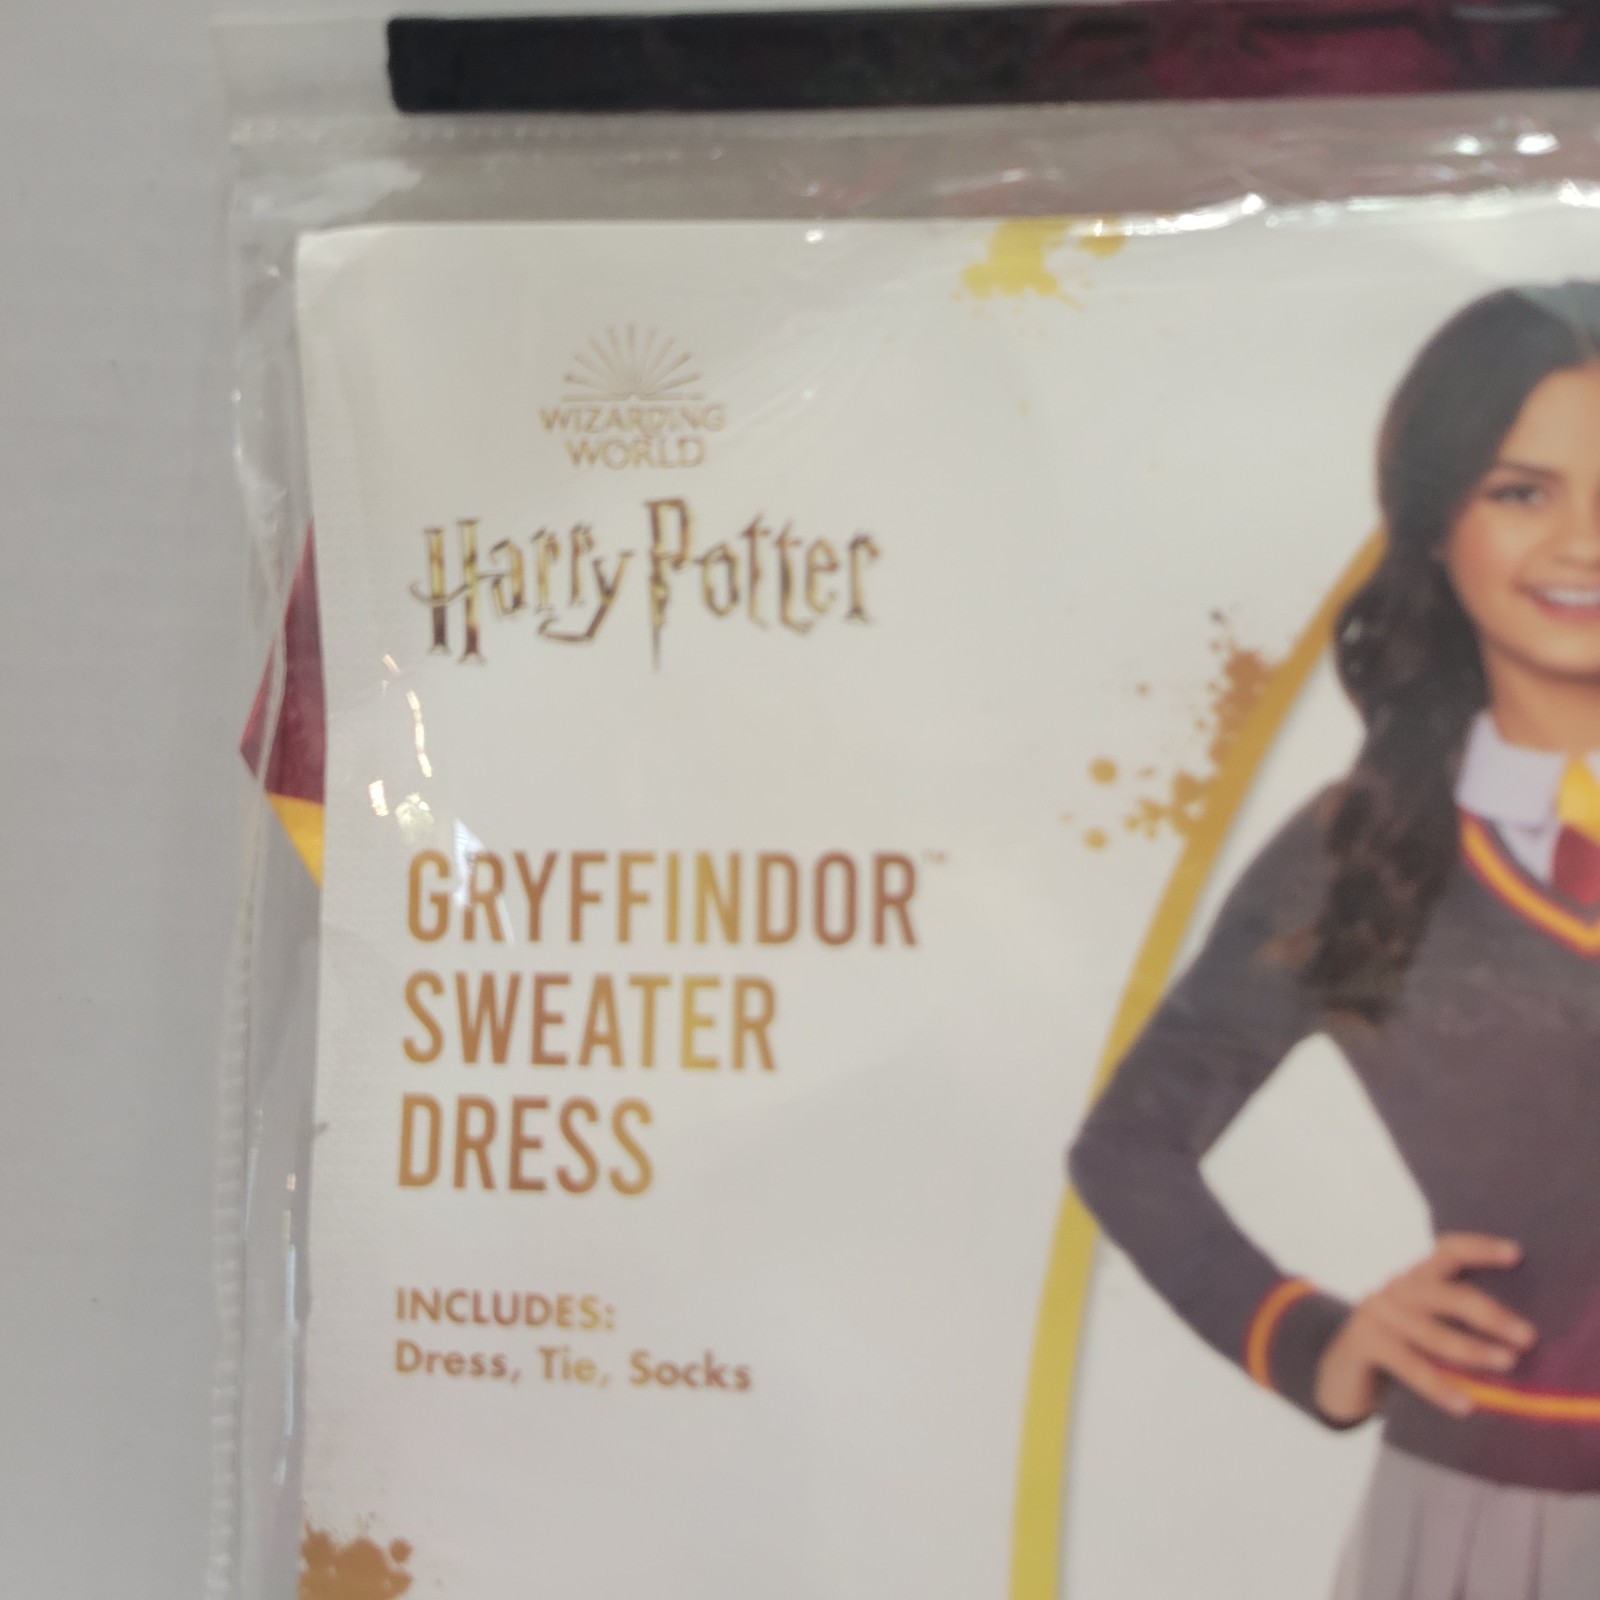 WIZARDING
WORLD
Harry Potter
GRYFFINDOR™
SWEATER
DRESS
INCLUDES:
Dress, Tie, Socks